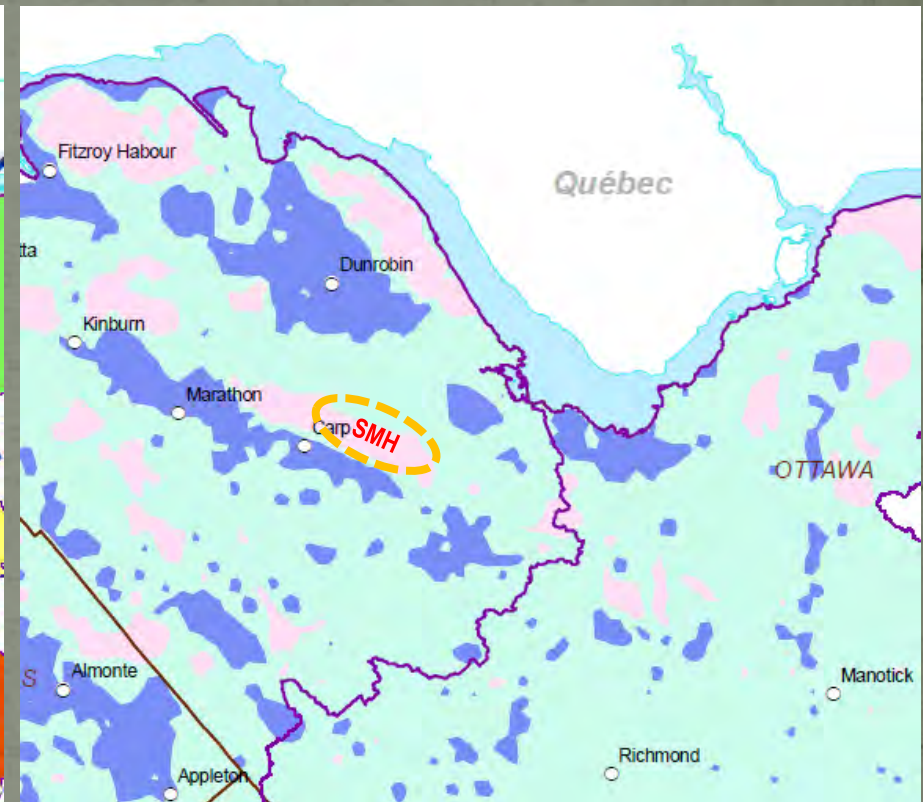 Fitzroy Habour
Québec
tta
Dunrobin
Kinburn
Marathon
Carp
SMH
OTTAWA
S
Almonte
Manotick
Richmond
Appleton